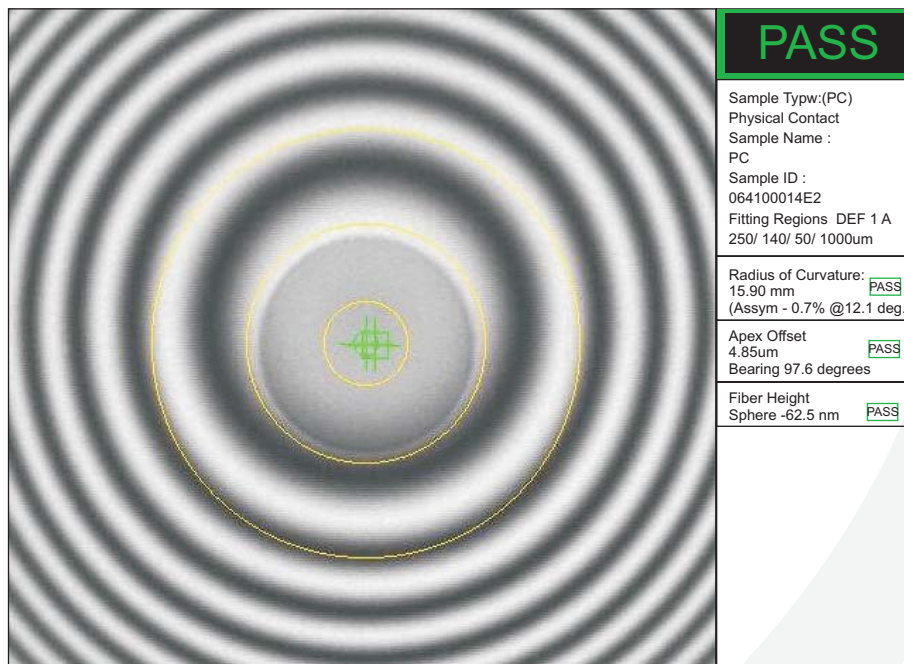 PASS
Sample Typw:(PC)
Physical Contact
Sample Name :
PC
Sample ID :
064100014E2
Fitting Regions DEF 1 A
250/ 140/ 50/ 1000um
Radius of Curvature:
15.90 mm PASS
(Assym - 0.7% @12.1 deg.
Apex Offset
4.85um PASS
Bearing 97.6 degrees
Fiber Height
Sphere -62.5 nm PASS